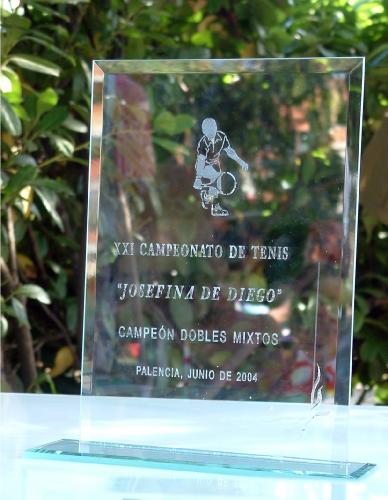 XXI CAMPEONATO DE TENIS
"JOSEFINA DE DIEGO"
CAMPEÓN DOBLES MIXTOS
PALENCIA, JUNIO DE 2004